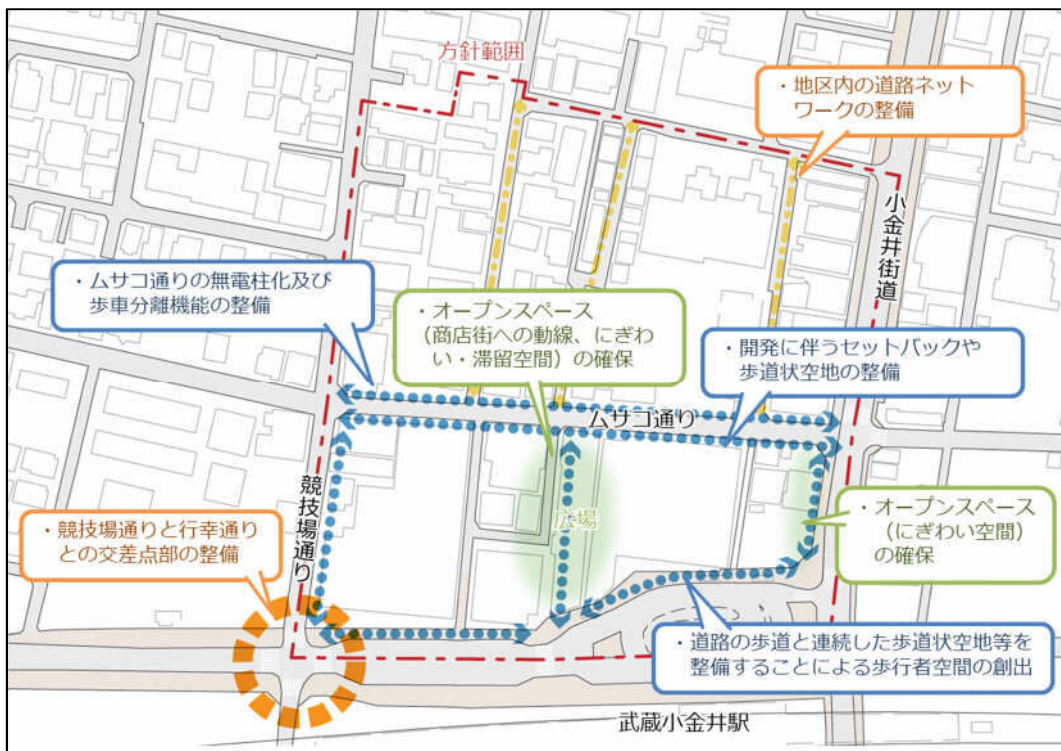 方針範囲
・地区内の道路ネット
ワークの整備
小金井街道
・ムサコ通りの無電柱化及び
歩車分離機能の整備
・オープンスペース
（商店街への動線、にぎわ
い・滞留空間）の確保
・開発に伴うセットバックや
歩道状空地の整備
ムサコ通り
競技場通り
広場
・オープンスペース
（にぎわい空間）
の確保
・競技場通りと行幸通り
との交差点部の整備
・道路の歩道と連続した歩道状空地等を
整備することによる歩行者空間の創出
武蔵小金井駅